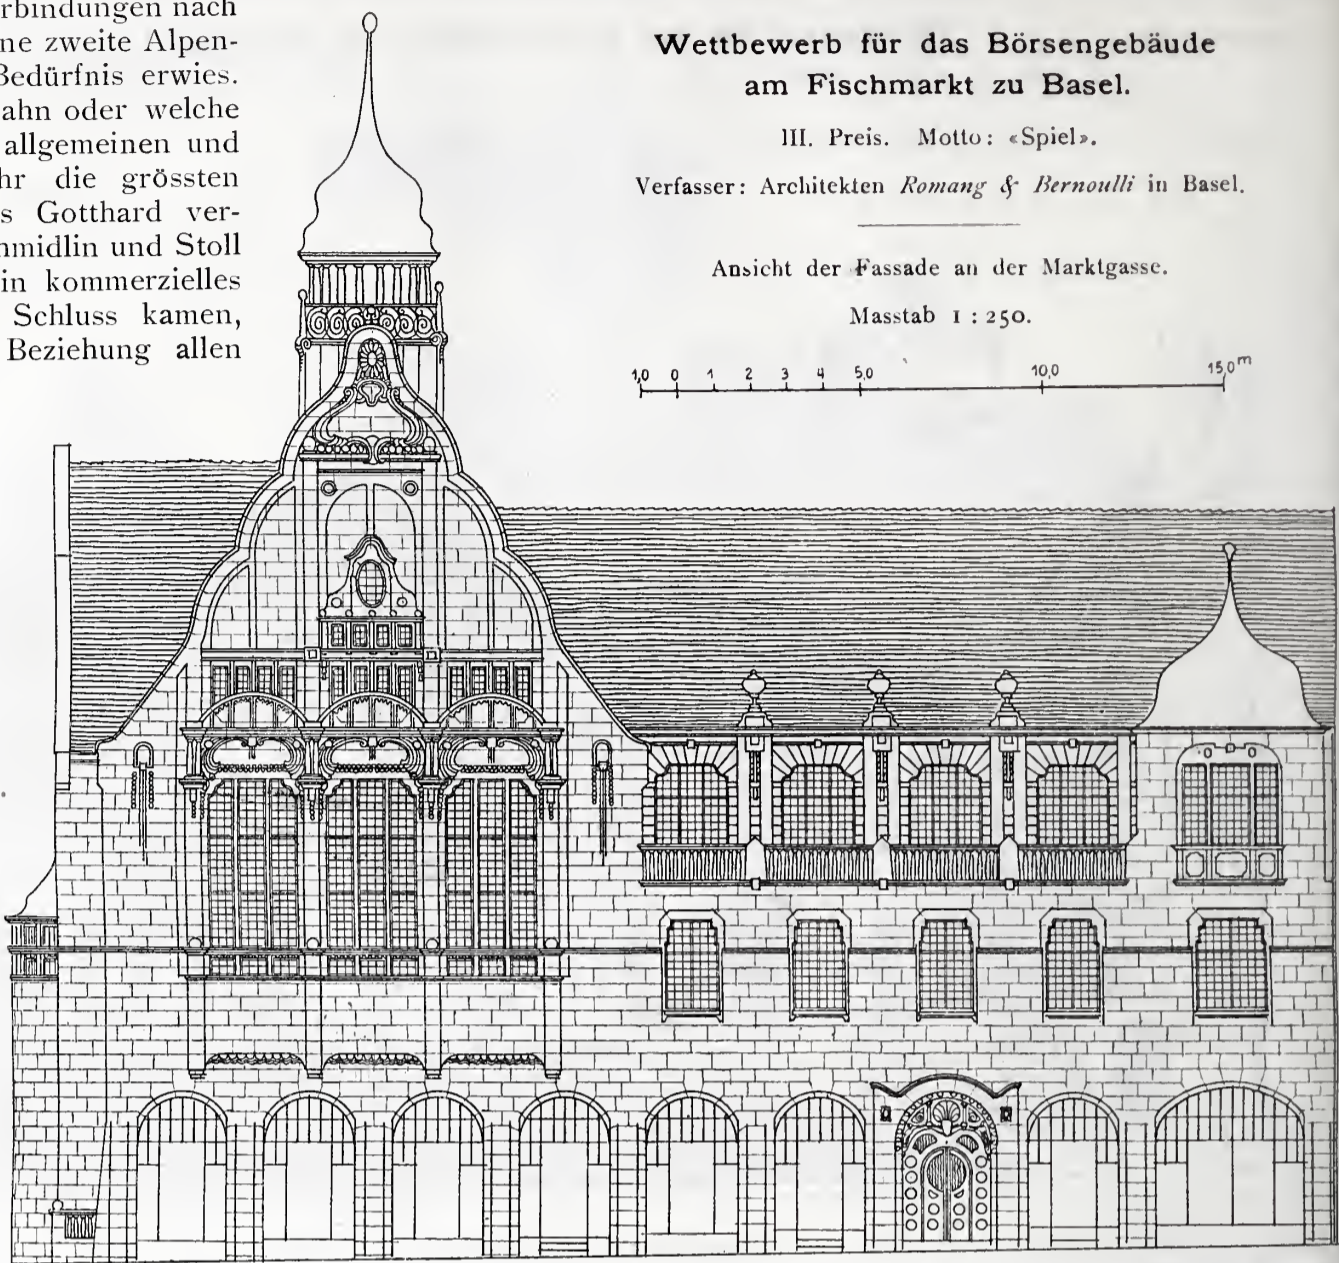 rbindungen nach
ne zweite Alpen-
Bedürfnis erwies.
ahn oder welche
allgemeinen und
hr die grössten
s Gotthard ver-
hmidlin und Stoll
in kommerzielles
Schluss kamen,
Beziehung allen
Wettbewerb für das Börsengebäude
am Fischmarkt zu Basel.
III. Preis. Motto: «Spiel».
Verfasser: Architekten Romang & Bernoulli in Basel.
Ansicht der Fassade an der Marktgasse.
Masstab 1 : 250.
1,0 0 1 2 3 4 5,0 10,0 15,0 m